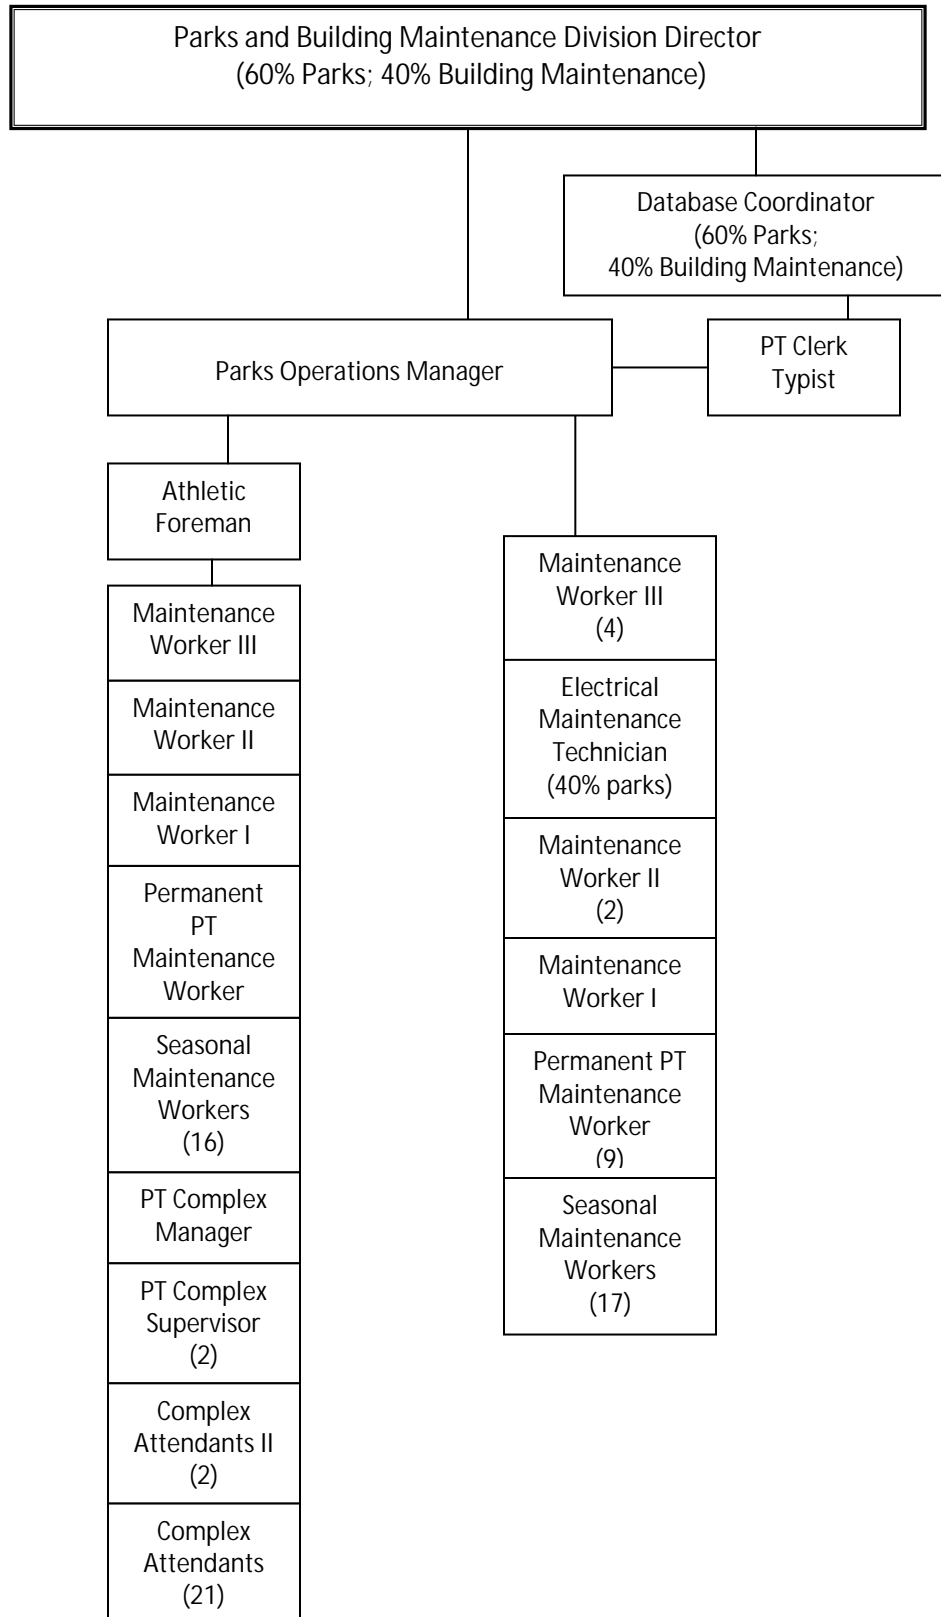 Parks and Building Maintenance Division Director
(60% Parks; 40% Building Maintenance)
Database Coordinator
(60% Parks;
40% Building Maintenance)
Parks Operations Manager
PT Clerk
Typist
Athletic
Foreman
Maintenance
Worker III
Maintenance
Worker II
Maintenance
Worker I
Permanent
PT
Maintenance
Worker
Seasonal
Maintenance
Workers
(16)
PT Complex
Manager
PT Complex
Supervisor
(2)
Complex
Attendants II
(2)
Complex
Attendants
(21)
Maintenance
Worker III
(4)
Electrical
Maintenance
Technician
(40% parks)
Maintenance
Worker II
(2)
Maintenance
Worker I
Permanent PT
Maintenance
Worker
(9)
Seasonal
Maintenance
Workers
(17)